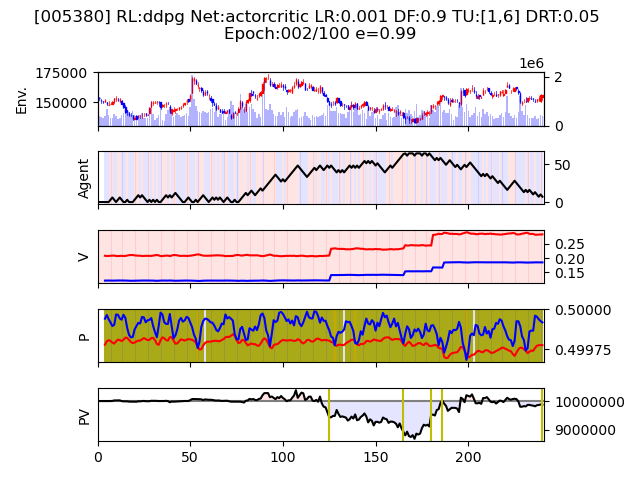 [005380] RL:ddpg Net:actorcritic LR:0.001 DF:0.9 TU:[1,6] DRT:0.05
Epoch:002/100 e=0.99
1e6
175000
150000
Env.
2
0
Agent
50
0
V
0.25
0.20
0.15
P
0.50000
0.49975
PV
10000000
9000000
0
50
100
150
200